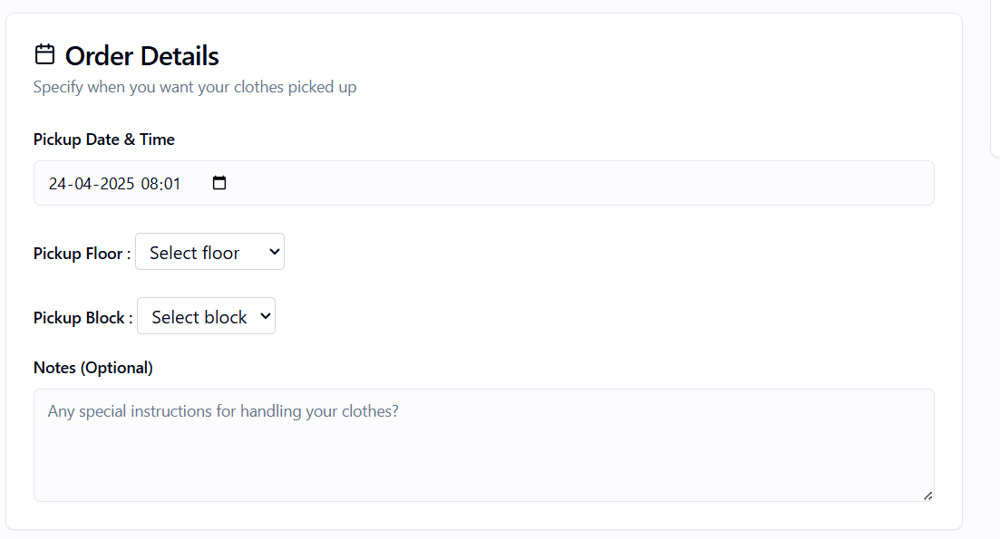 Order Details
Specify when you want your clothes picked up
Pickup Date & Time
24-04-2025 08:01
Pickup Floor : Select floor
Pickup Block : Select block
Notes (Optional)
Any special instructions for handling your clothes?